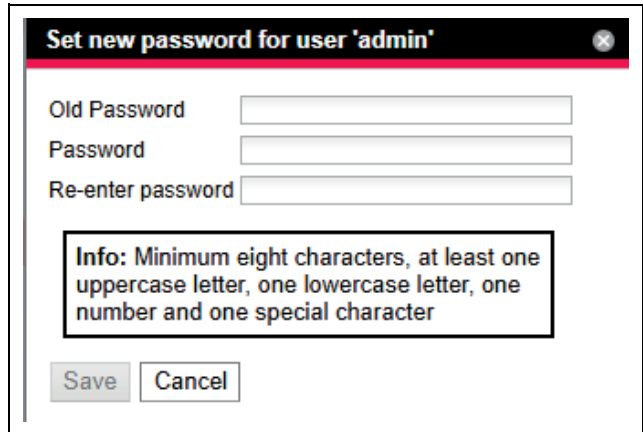 Set new password for user 'admin'
Old Password
Password
Re-enter password
Info: Minimum eight characters, at least one
uppercase letter, one lowercase letter, one
number and one special character
Save Cancel